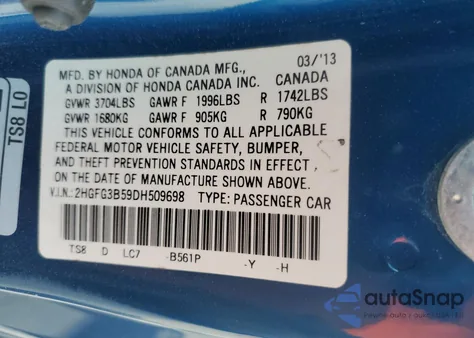 MFD. BY HONDA OF CANADA MFG., 03/'13
A DIVISION OF HONDA CANADA INC. CANADA
GVWR 3704LBS GAWR F 1996LBS R 1742LBS
GVWR 1680KG GAWR F 905KG R 790KG
THIS VEHICLE CONFORMS TO ALL APPLICABLE
FEDERAL MOTOR VEHICLE SAFETY, BUMPER,
AND THEFT PREVENTION STANDARDS IN EFFECT
ON THE DATE OF MANUFACTURE SHOWN ABOVE.
V.I.N.: 2HGFG3B59DH509698 TYPE: PASSENGER CAR
TS8 D LC7 -B561P -Y -H
TS8 LO
autoSnap